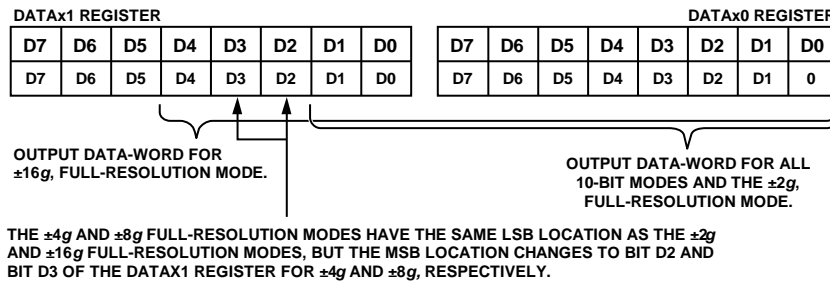 DATAx1 REGISTER
DATAx0 REGISTER
D7 D6 D5 D4 D3 D2 D1 D0
D7 D6 D5 D4 D3 D2 D1 D0
D7 D6 D5 D4 D3 D2 D1 D0
D7 D6 D5 D4 D3 D2 D1 0
OUTPUT DATA-WORD FOR
±16g, FULL-RESOLUTION MODE.
OUTPUT DATA-WORD FOR ALL
10-BIT MODES AND THE ±2g,
FULL-RESOLUTION MODE.
THE ±4g AND ±8g FULL-RESOLUTION MODES HAVE THE SAME LSB LOCATION AS THE ±2g
AND ±16g FULL-RESOLUTION MODES, BUT THE MSB LOCATION CHANGES TO BIT D2 AND
BIT D3 OF THE DATAX1 REGISTER FOR ±4g AND ±8g, RESPECTIVELY.